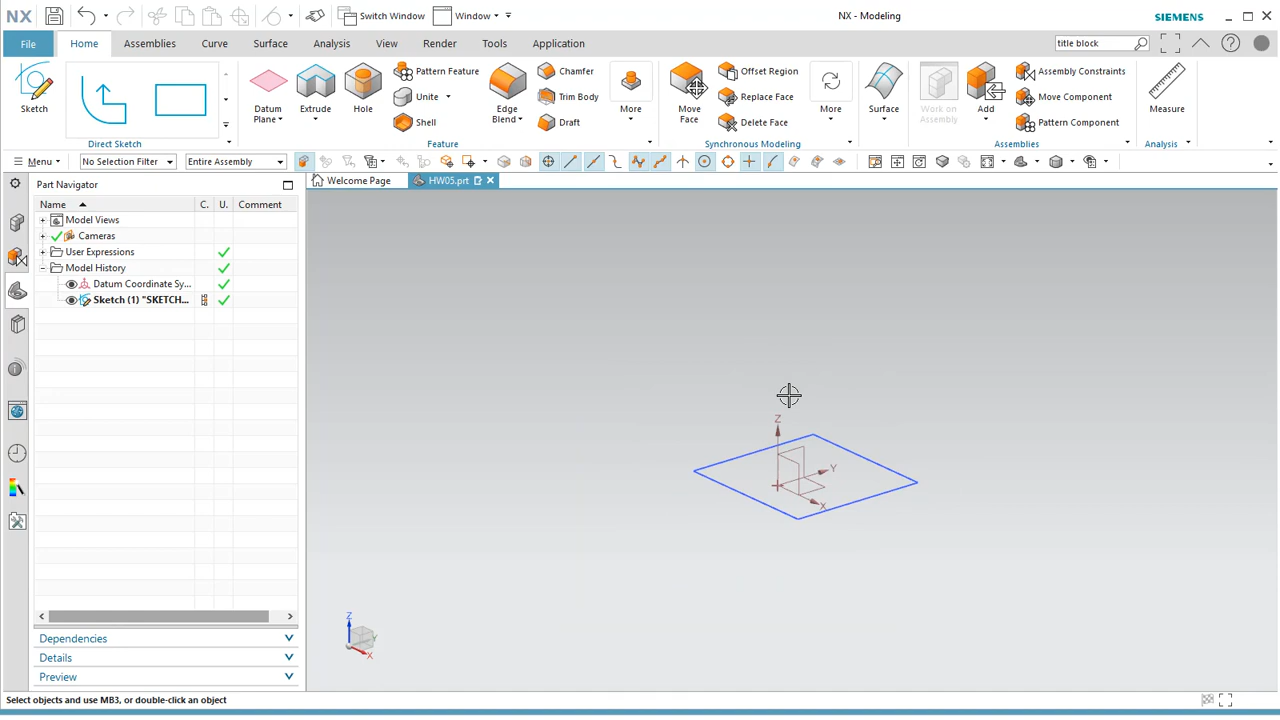 NX Switch Window Window NX - Modeling SIEMENS
File Home Assemblies Curve Surface Analysis View Render Tools Application title block
Sketch
Direct Sketch
Datum Plane
Extrude
Hole
Pattern Feature
Unite
Shell
Edge Blend
Chamfer
Trim Body
Draft
More
Feature
Move Face
Offset Region
Replace Face
Delete Face
More
Synchronous Modeling
Surface
Work on Assembly
Add
Assembly Constraints
Move Component
Pattern Component
Assemblies
Measure
Analysis
Menu No Selection Filter Entire Assembly
Part Navigator
Welcome Page HW05.prt
Name C. U. Comment
Model Views
Cameras
User Expressions
Model History
Datum Coordinate Sy...
Sketch (1) "SKETCH...
Z
Y
X
Z
Y
X
Dependencies
Details
Preview
Select objects and use MB3, or double-click an object